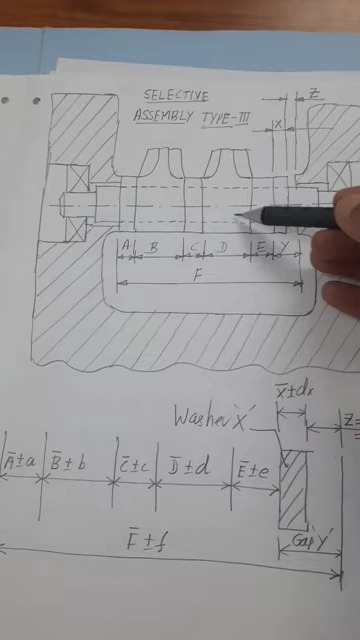 SELECTIVE
ASSEMBLY TYPE-III
Z
X
A B C D E Y
F
x̄±dx
Washer 'X'
Z=
Ā±a B̄±b C̄±c D̄±d Ē±e
F̄±f
Gap 'Y'